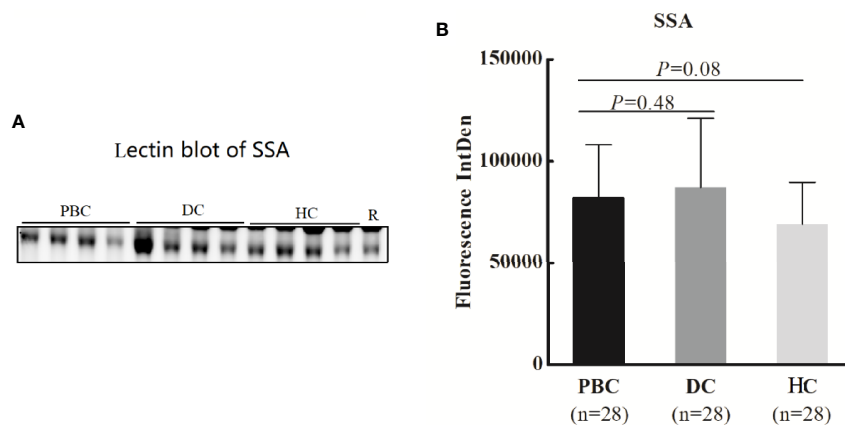 A
Lectin blot of SSA
PBC DC HC R
B
SSA
150000
P=0.08
P=0.48
100000
50000
0
Fluorescence IntDen
PBC DC HC
(n=28) (n=28) (n=28)